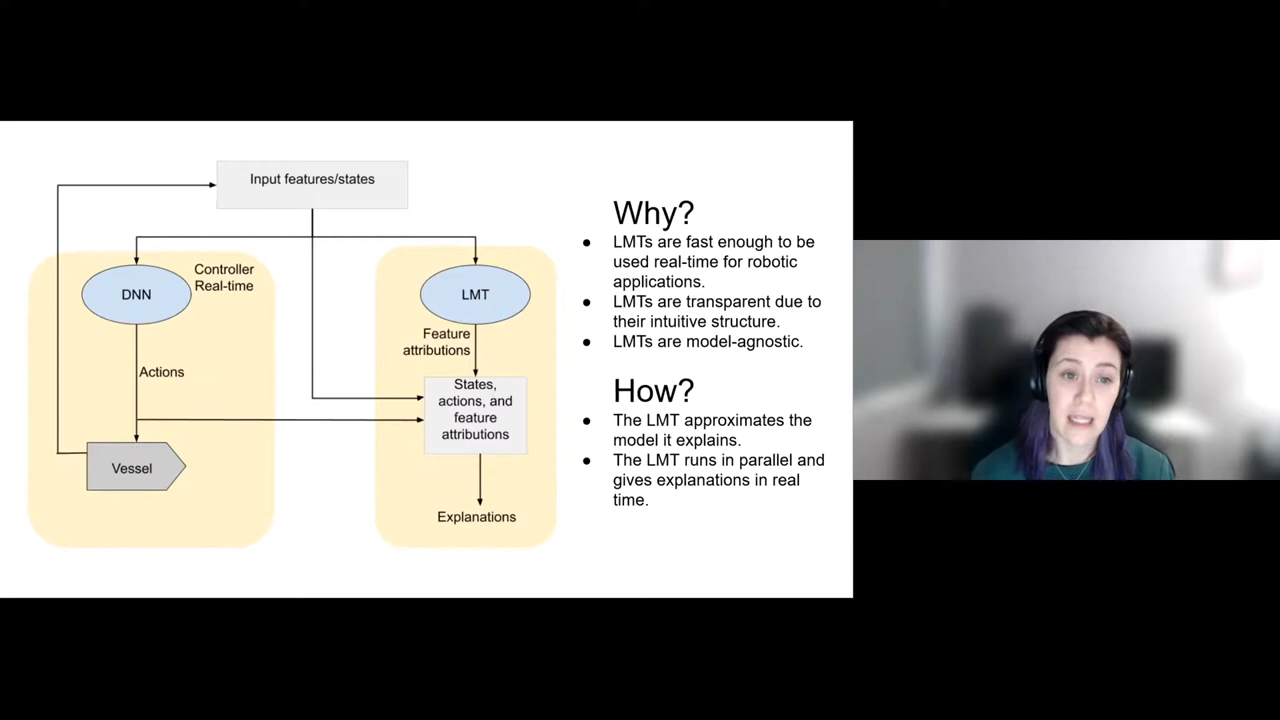 Input features/states
Controller
Real-time
DNN
LMT
Feature
attributions
Actions
States,
actions, and
feature
attributions
Vessel
Explanations
Why?
● LMTs are fast enough to be
used real-time for robotic
applications.
● LMTs are transparent due to
their intuitive structure.
● LMTs are model-agnostic.
How?
● The LMT approximates the
model it explains.
● The LMT runs in parallel and
gives explanations in real
time.